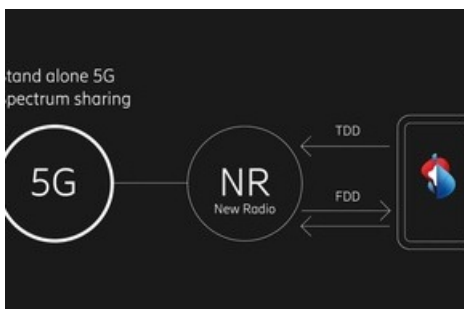 tand alone 5G
pectrum sharing
5G
NR
New Radio
TDD
FDD